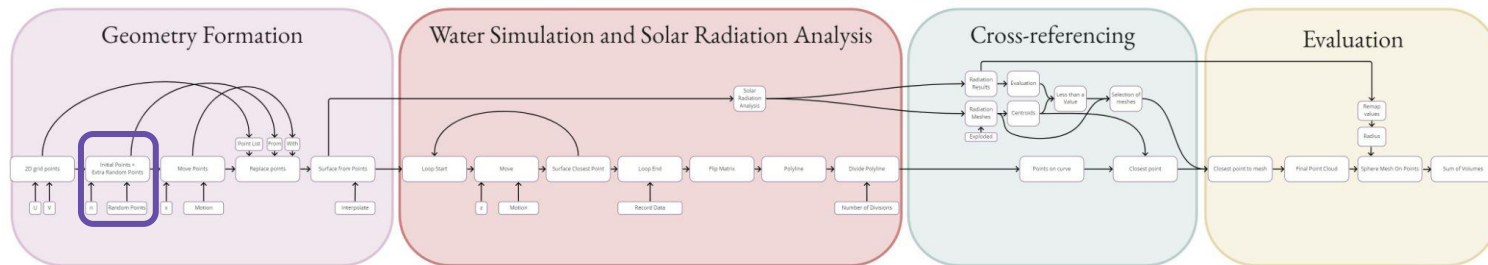 Geometry Formation
Water Simulation and Solar Radiation Analysis
Cross-referencing
Evaluation
Radiation
Results
Evaluation
Solar
Radiation
Analysis
Less than a
Value
Selection of
meshes
Radiation
Meshes
Centroids
Exploded
Remap
values
Radius
Point List
From
With
2D grid points
Initial Points +
Extra Random Points
Move Points
Replace points
Surface from Points
Loop Start
Move
Surface Closest Point
Loop End
Flip Matrix
Polyline
Divide Polyline
Points on curve
Closest point
Closest point to mesh
Final Point Cloud
Sphere Mesh On Points
Sum of Volumes
U
V
Random Points
Motion
Interpolate
z
Motion
Record Data
Number of Divisions